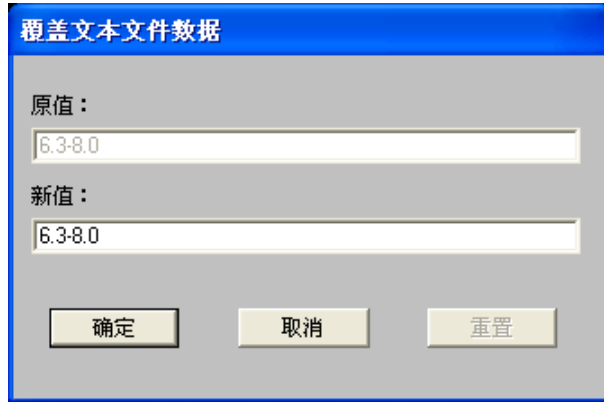 覆盖文本文件数据
原值：
6.3-8.0
新值：
6.3-8.0
确定 取消 重置